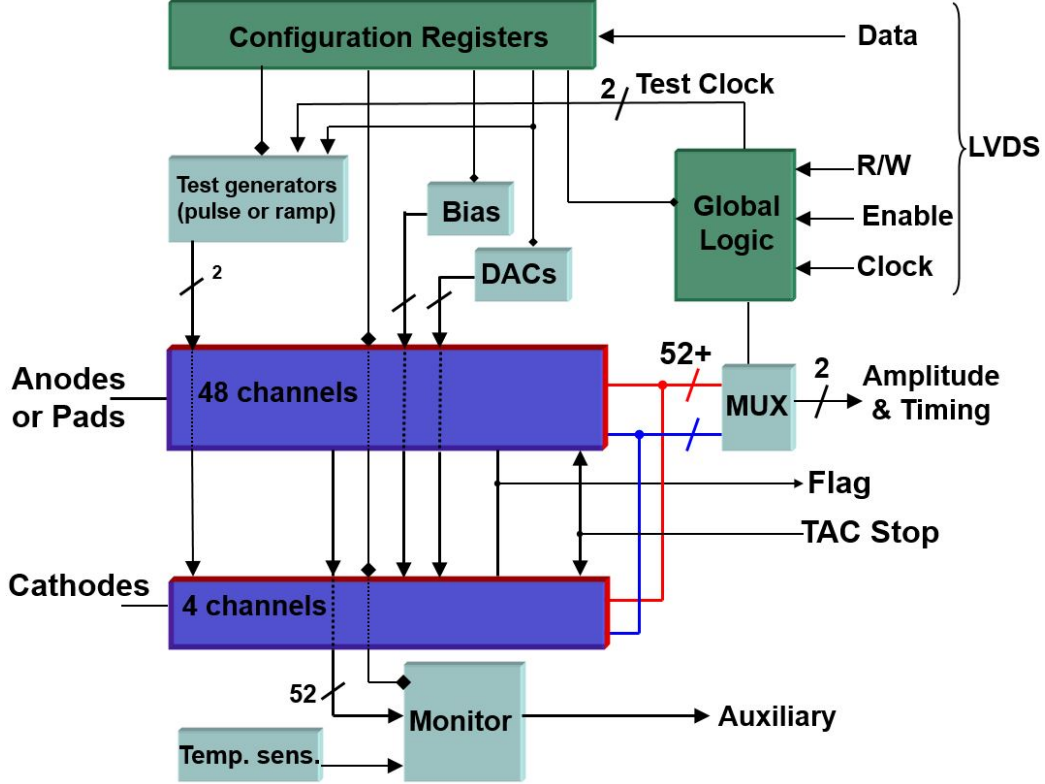 Configuration Registers
Data
2
Test Clock
LVDS
Test generators
(pulse or ramp)
Bias
Global
Logic
R/W
Enable
Clock
DACs
2
Anodes
or Pads
48 channels
52+
MUX
2
Amplitude
& Timing
Flag
TAC Stop
Cathodes
4 channels
52
Monitor
Auxiliary
Temp. sens.